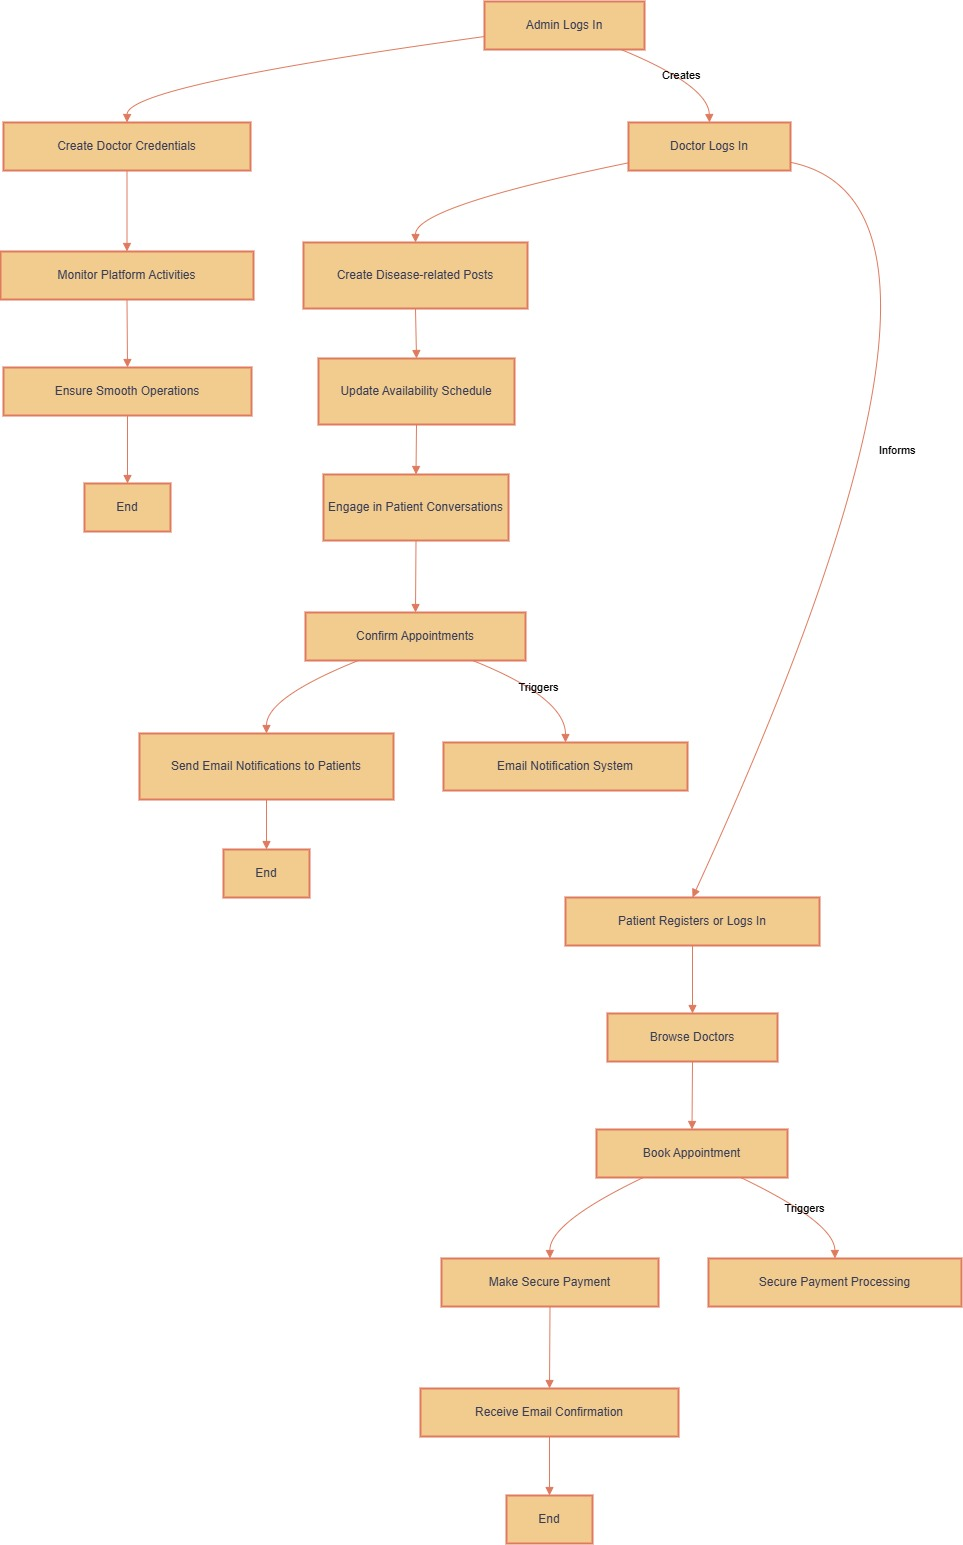 Admin Logs In
Creates
Create Doctor Credentials
Doctor Logs In
Monitor Platform Activities
Create Disease-related Posts
Ensure Smooth Operations
Update Availability Schedule
Informs
End
Engage in Patient Conversations
Confirm Appointments
Triggers
Send Email Notifications to Patients
Email Notification System
End
Patient Registers or Logs In
Browse Doctors
Book Appointment
Triggers
Make Secure Payment
Secure Payment Processing
Receive Email Confirmation
End